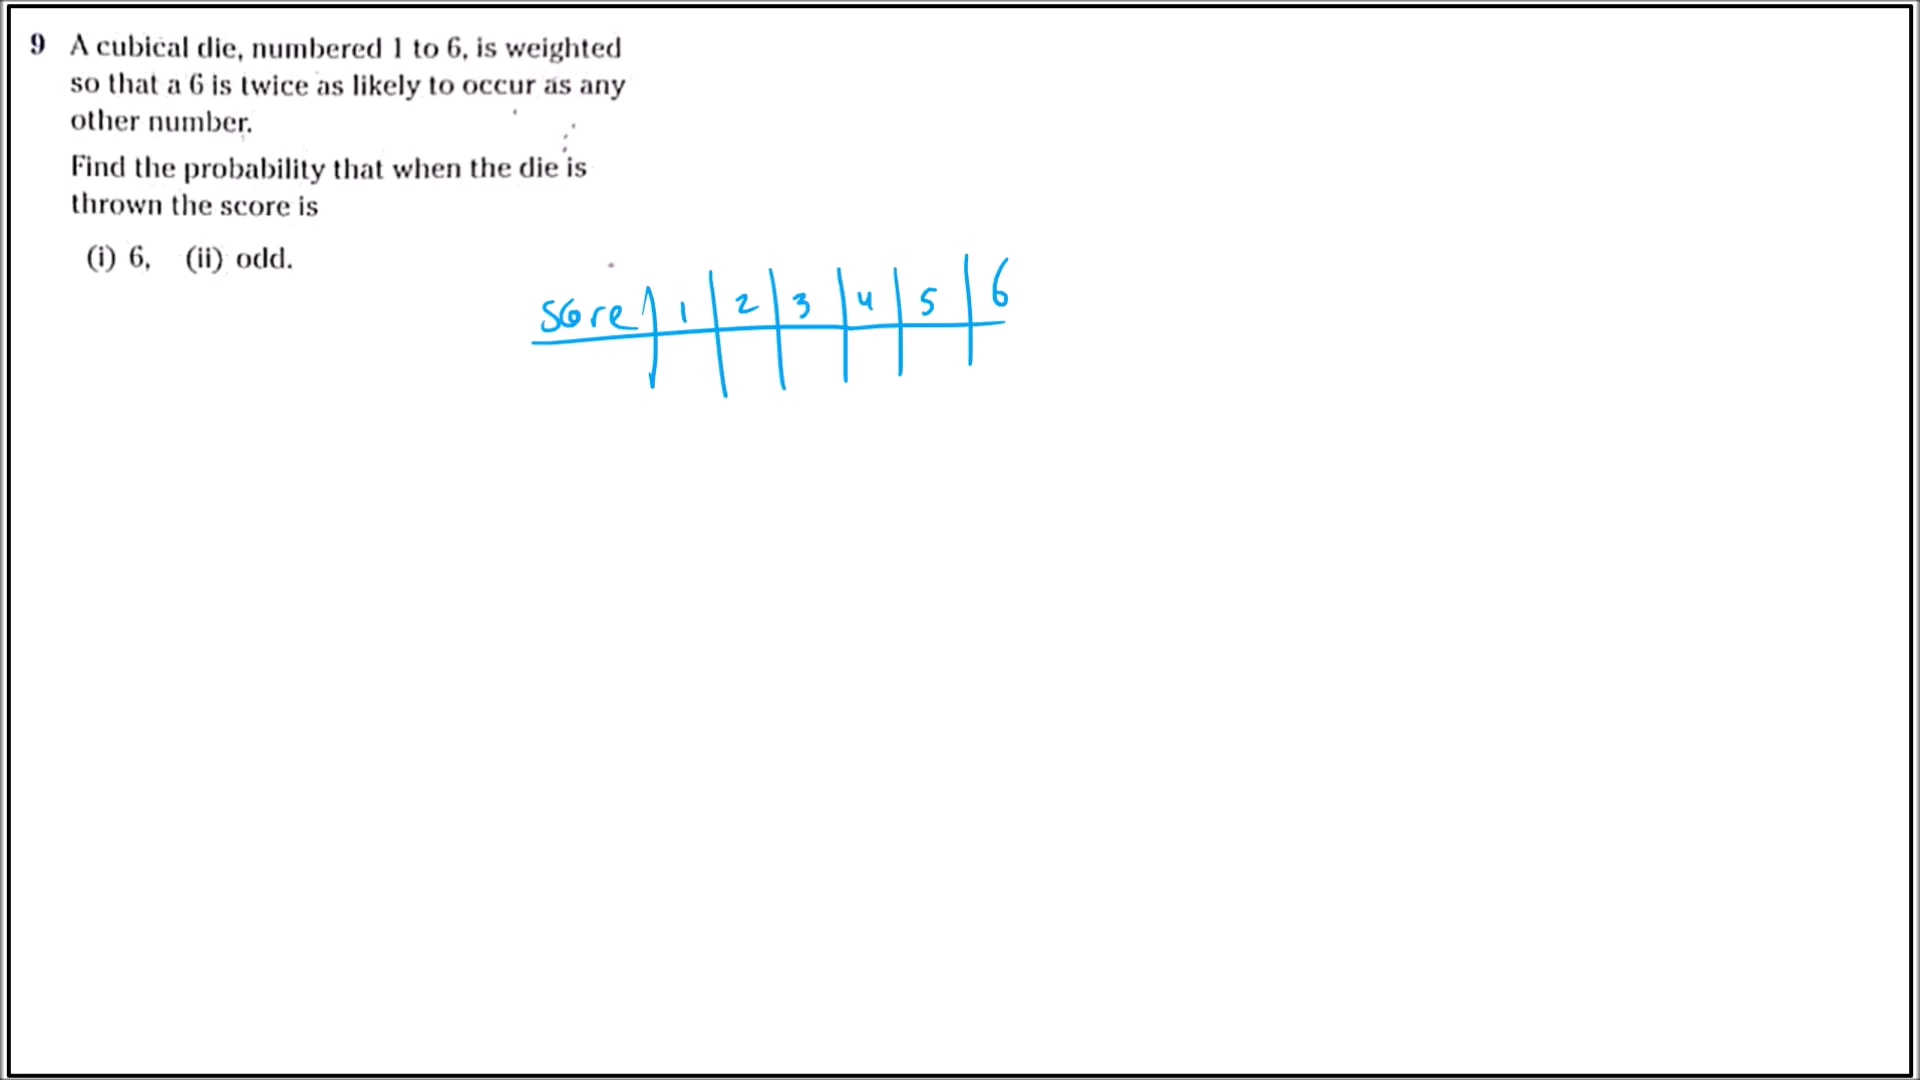 9 A cubical die, numbered 1 to 6, is weighted
so that a 6 is twice as likely to occur as any
other number.
Find the probability that when the die is
thrown the score is
(i) 6, (ii) odd.
score 1 2 3 4 5 6